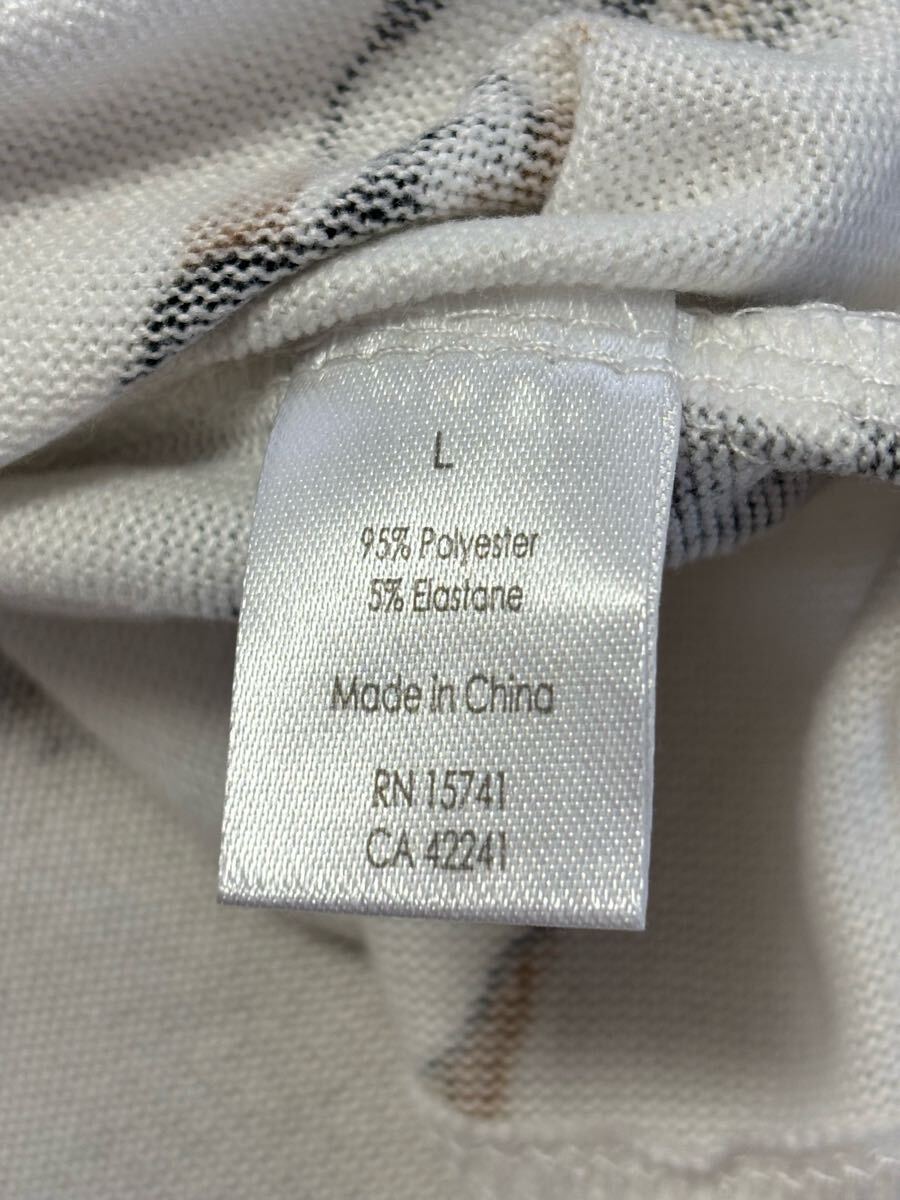 L
95% Polyester
5% Elastane
Made in China
RN 15741
CA 42241